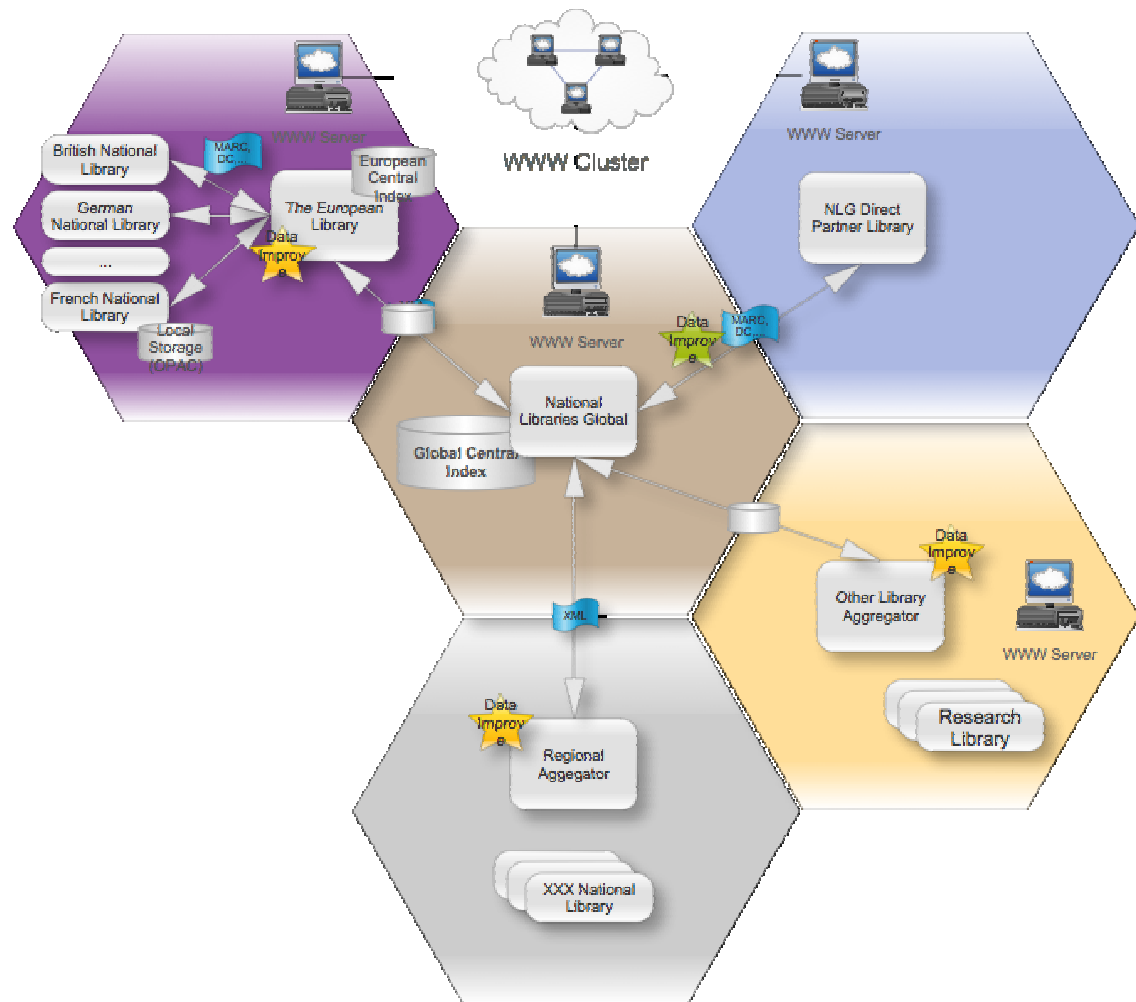 WWW Server
British National
Library
MARC,
DC,...
German
National Library
...
French National
Library
Local
Storage
(OPAC)
European
Central
Index
The European
Library
Data
Improv
e
WWW Cluster
WWW Server
NLG Direct
Partner Library
WWW Server
Data
Improv
e
MARC,
DC,...
National
Libraries Global
Global Central
Index
XML
Data
Improv
e
Other Library
Aggregator
WWW Server
Research
Library
Data
Improv
e
Regional
Aggegator
XXX National
Library